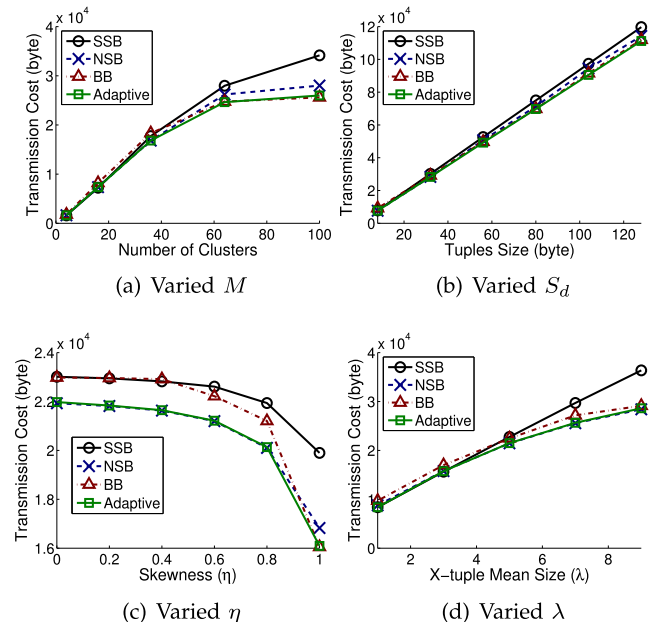 x 10^4
4
3
2
1
0
Transmission Cost (byte)
SSB
NSB
BB
Adaptive
0 20 40 60 80 100
Number of Clusters
(a) Varied M
x 10^4
12
10
8
6
4
2
0
Transmission Cost (byte)
SSB
NSB
BB
Adaptive
20 40 60 80 100 120
Tuples Size (byte)
(b) Varied S_d
x 10^4
2.4
2.2
2
1.8
1.6
Transmission Cost (byte)
SSB
NSB
BB
Adaptive
0 0.2 0.4 0.6 0.8 1
Skewness (η)
(c) Varied η
x 10^4
4
3
2
1
0
Transmission Cost (byte)
SSB
NSB
BB
Adaptive
2 4 6 8
X-tuple Mean Size (λ)
(d) Varied λ